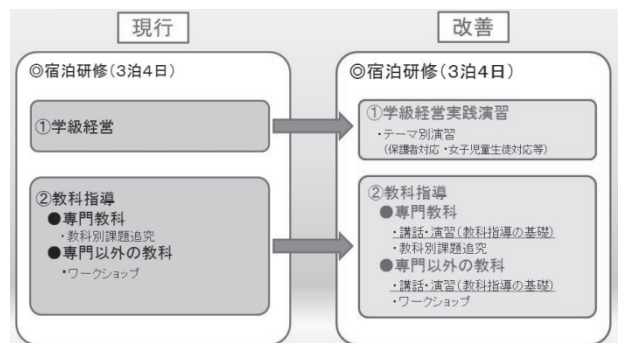 現行
◎宿泊研修(3泊4日)
①学級経営
②教科指導
●専門教科
・教科別課題追究
●専門以外の教科
・ワークショップ
改善
◎宿泊研修(3泊4日)
①学級経営実践演習
・テーマ別演習
(保護者対応・女子児童生徒対応等)
②教科指導
●専門教科
・講話・演習(教科指導の基礎)
・教科別課題追究
●専門以外の教科
・講話・演習(教科指導の基礎)
・ワークショップ